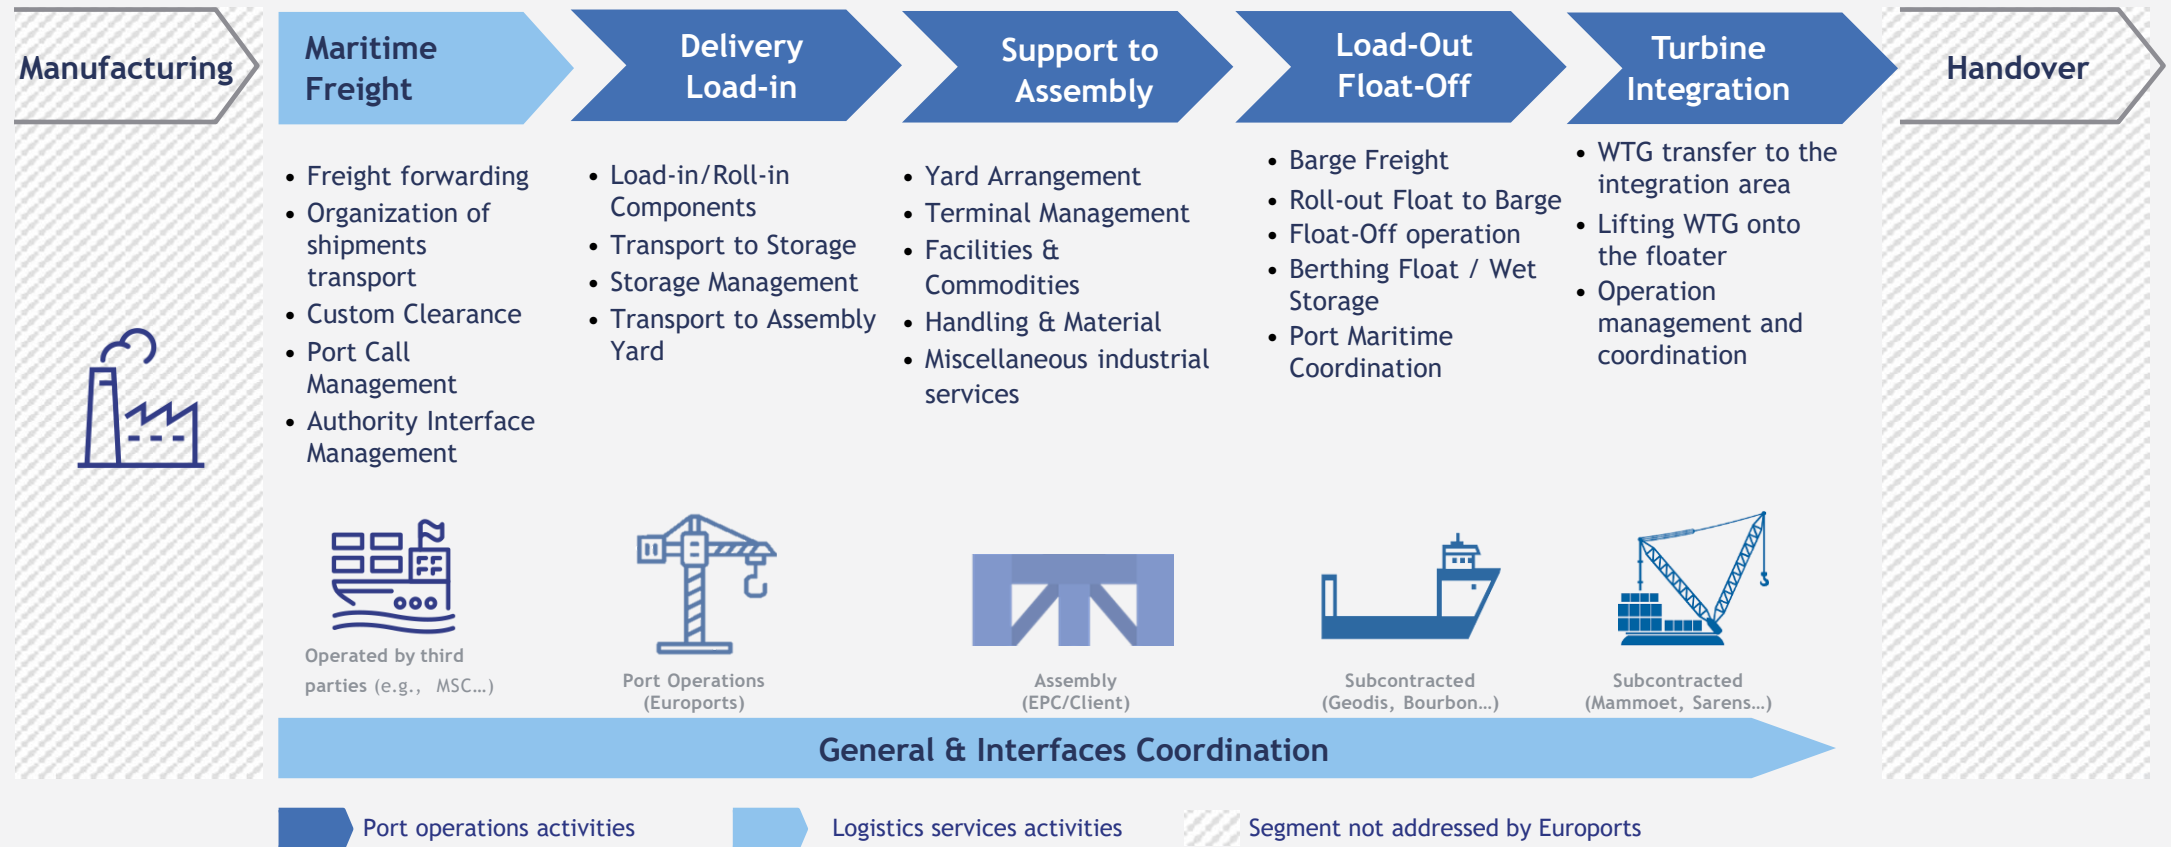 Manufacturing
Maritime
Freight
Delivery
Load-in
Support to
Assembly
Load-Out
Float-Off
Turbine
Integration
Handover
• Freight forwarding
• Organization of
shipments
transport
• Custom Clearance
• Port Call
Management
• Authority Interface
Management
• Load-in/Roll-in
Components
• Transport to Storage
• Storage Management
• Transport to Assembly
Yard
• Yard Arrangement
• Terminal Management
• Facilities &
Commodities
• Handling & Material
• Miscellaneous industrial
services
• Barge Freight
• Roll-out Float to Barge
• Float-Off operation
• Berthing Float / Wet
Storage
• Port Maritime
Coordination
• WTG transfer to the
integration area
• Lifting WTG onto
the floater
• Operation
management and
coordination
Operated by third
parties (e.g., MSC…)
Port Operations
(Euroports)
Assembly
(EPC/Client)
Subcontracted
(Geodis, Bourbon…)
Subcontracted
(Mammoet, Sarens…)
General & Interfaces Coordination
Port operations activities
Logistics services activities
Segment not addressed by Euroports